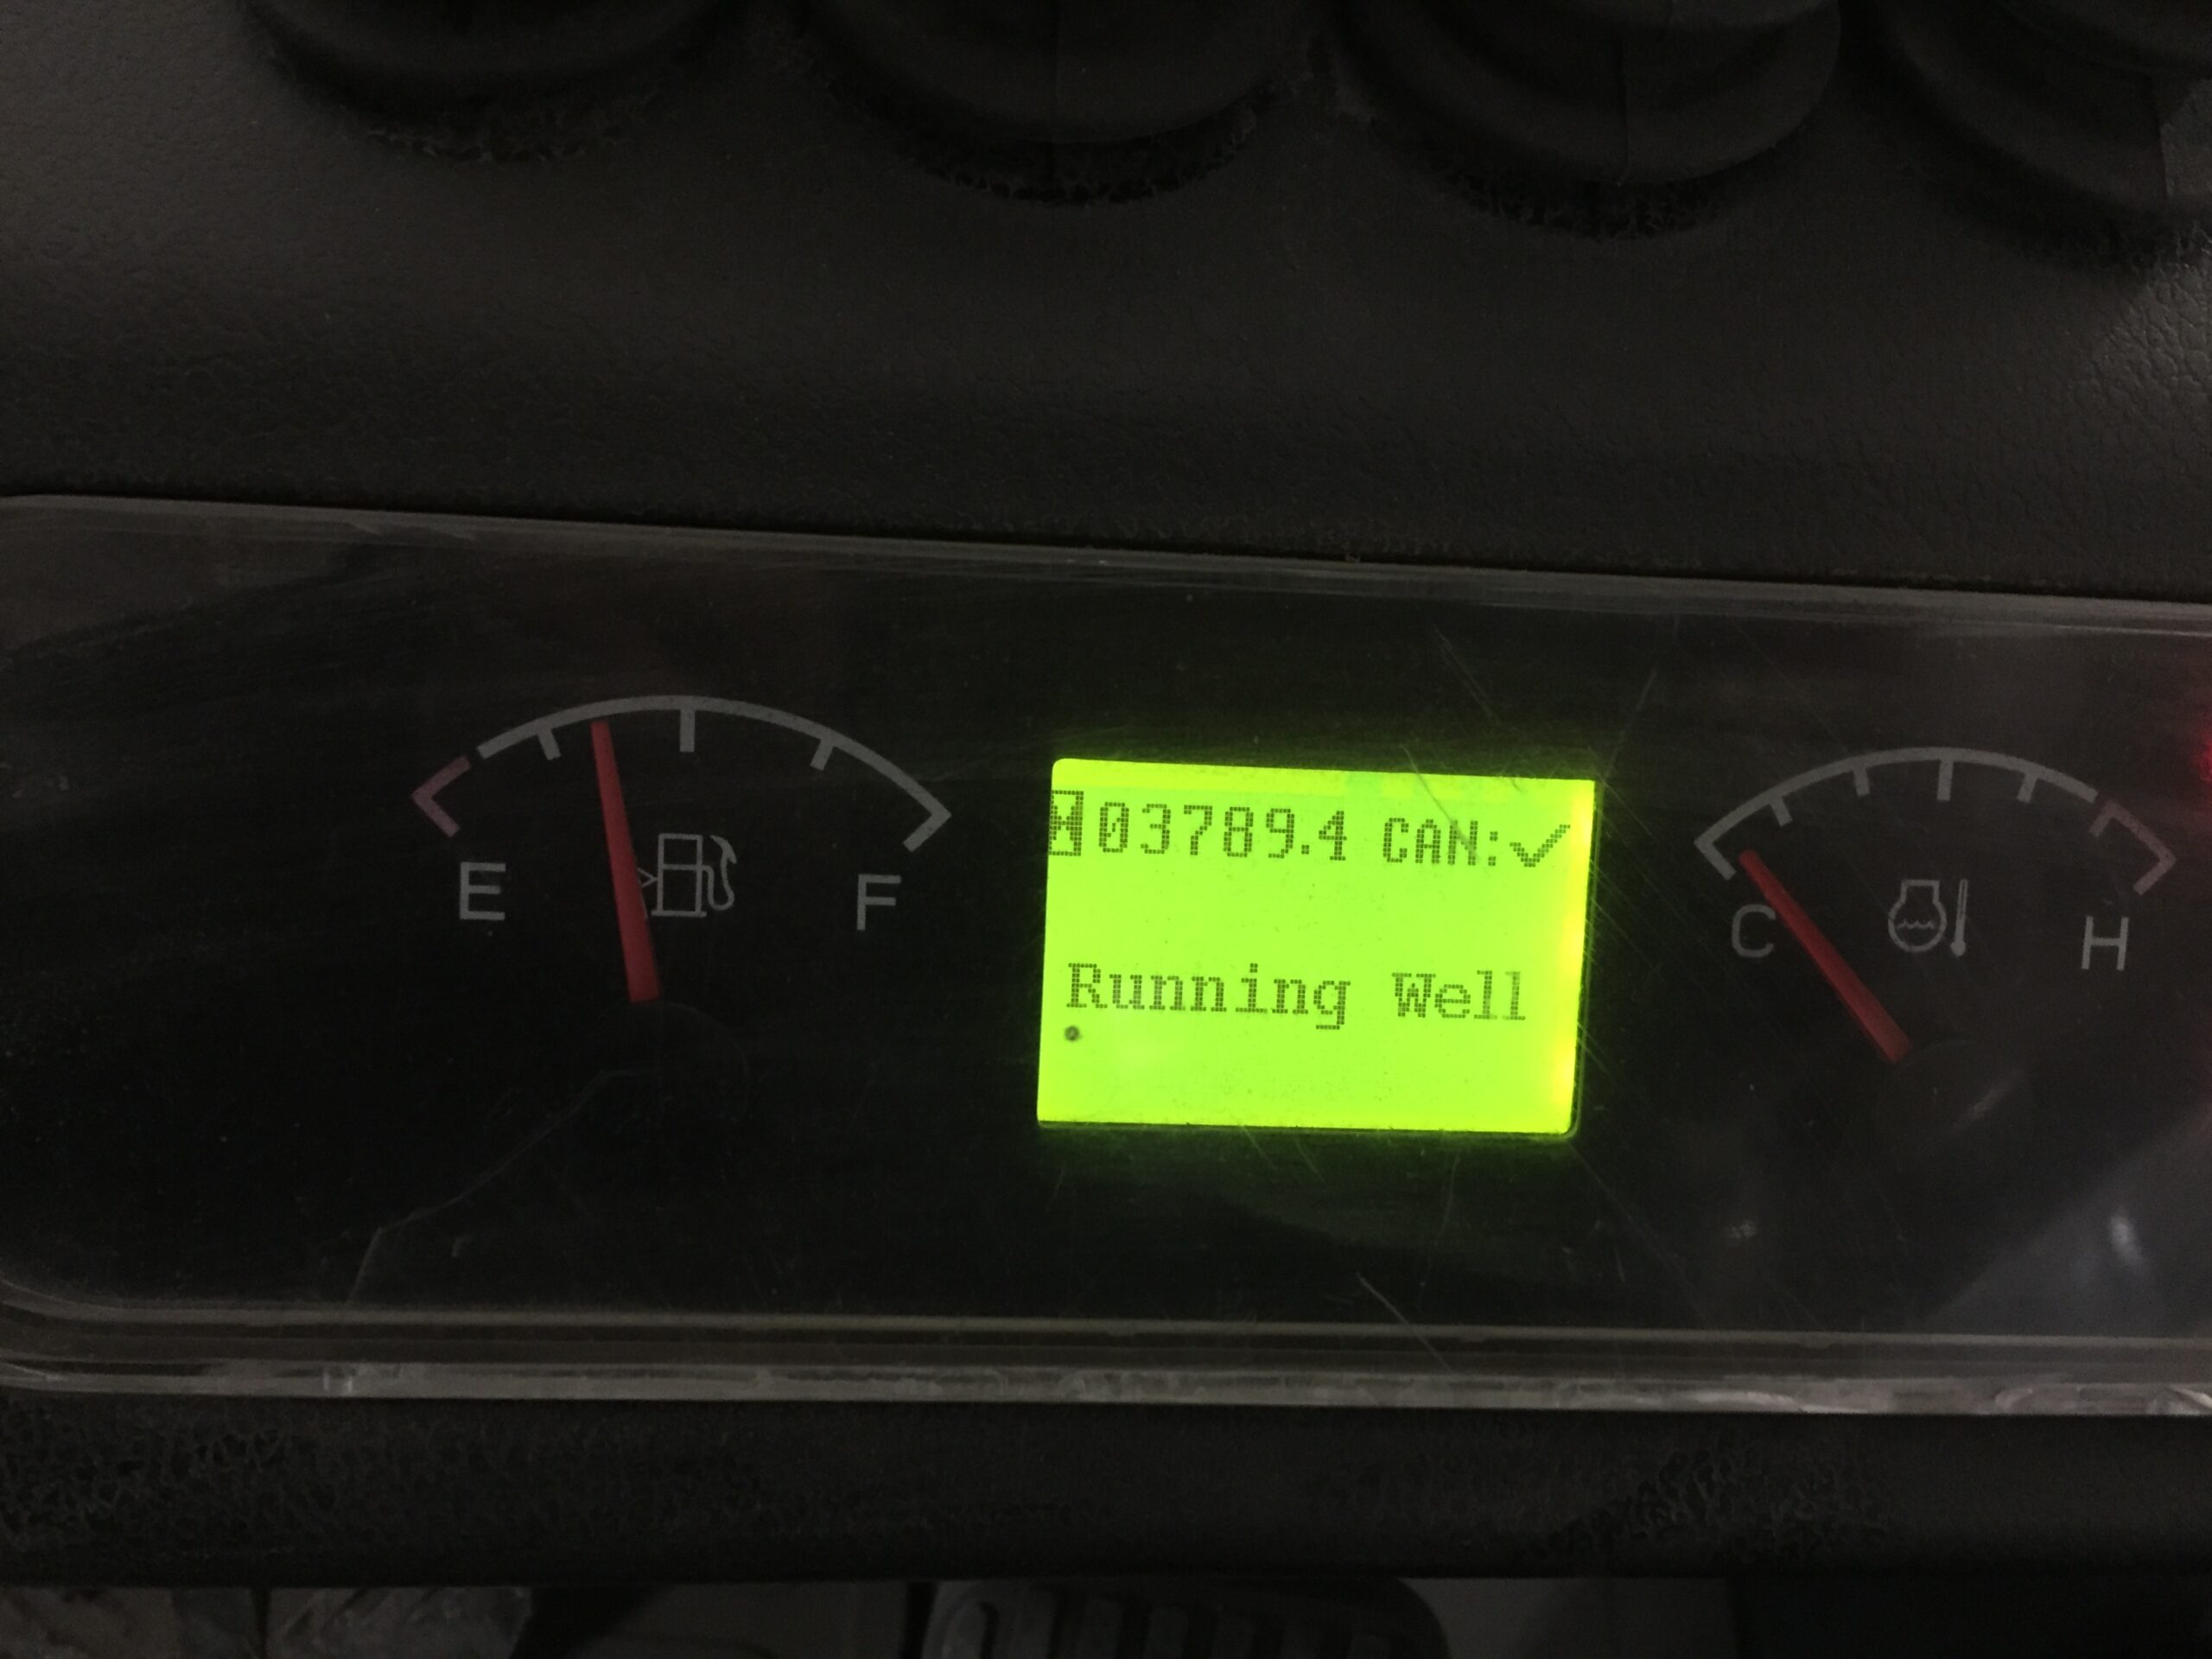 03789.4 CAN:✓
E F
Running Well
C H